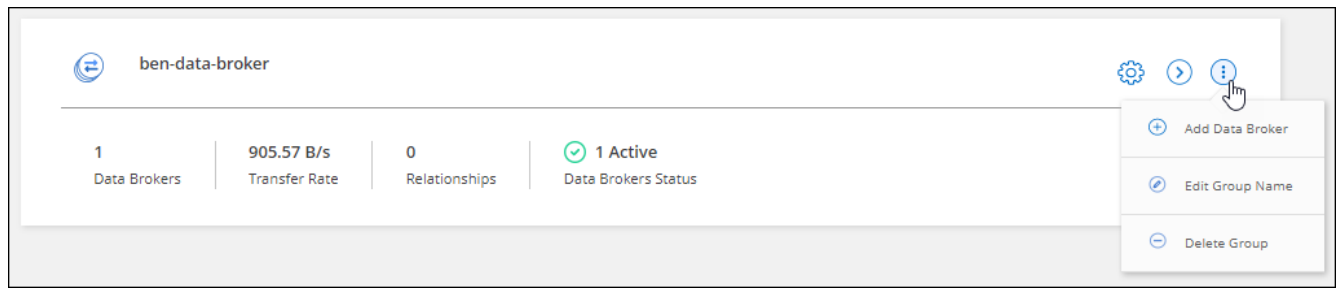 ben-data-broker
1
Data Brokers
905.57 B/s
Transfer Rate
0
Relationships
1 Active
Data Brokers Status
Add Data Broker
Edit Group Name
Delete Group